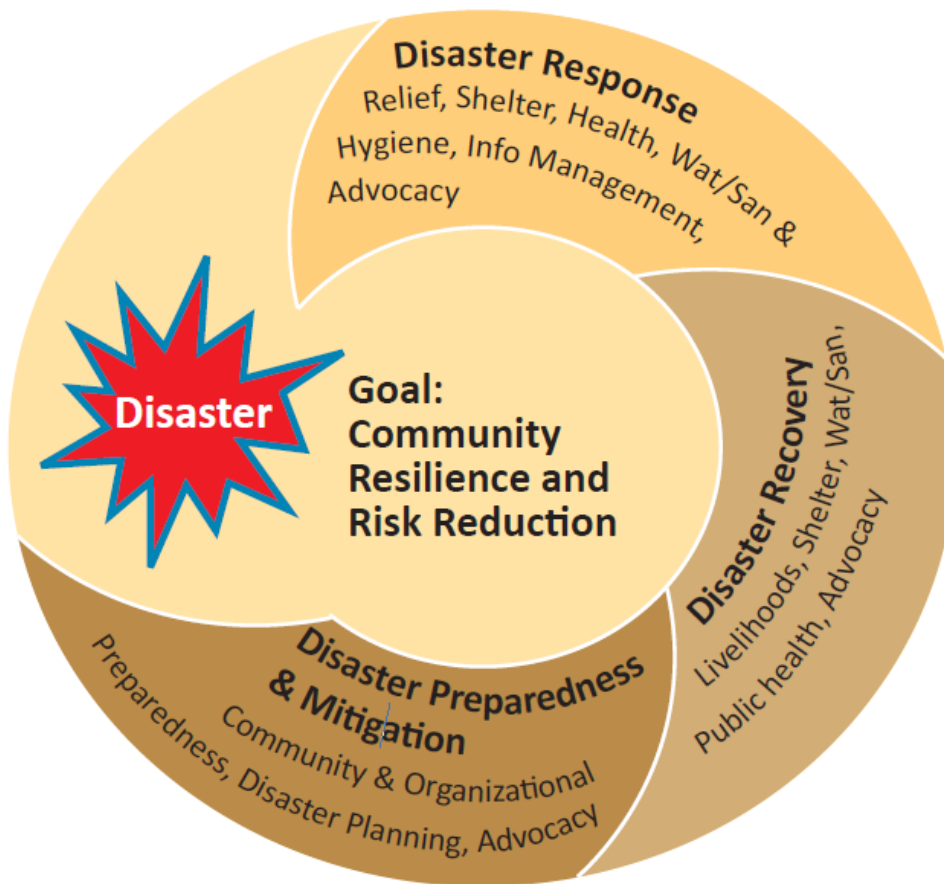 Disaster Response
Relief, Shelter, Health, Wat/San &
Hygiene, Info Management,
Advocacy
Disaster
Goal:
Community
Resilience and
Risk Reduction
Disaster Recovery
Livelihoods, Shelter, Wat/San,
Public health, Advocacy
Disaster Preparedness
& Mitigation
Community & Organizational
Preparedness, Disaster Planning, Advocacy